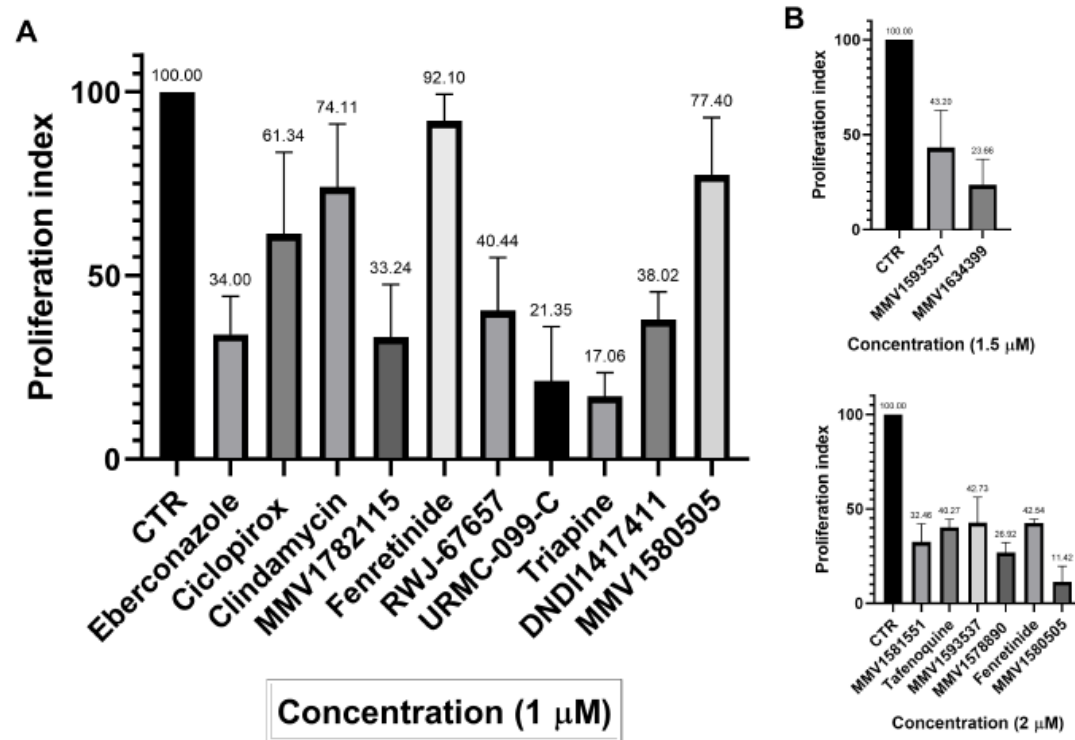 A
Proliferation index
100
50
0
100.00
34.00
61.34
74.11
33.24
92.10
40.44
21.35
17.06
38.02
77.40
CTR
Eberconazole
Ciclopirox
Clindamycin
MMV1782115
Fenretinide
RWJ-67657
URMC-099-C
Triapine
DNDI1417411
MMV1580505
Concentration (1 μM)
B
Proliferation index
100
50
0
100.00
43.20
23.66
CTR
MMV1593537
MMV1634399
Concentration (1.5 μM)
Proliferation index
100
50
0
100.00
32.46
40.27
42.73
26.92
42.54
11.42
CTR
MMV1581551
Tafenoquine
MMV1593537
MMV1578890
Fenretinide
MMV1580505
Concentration (2 μM)